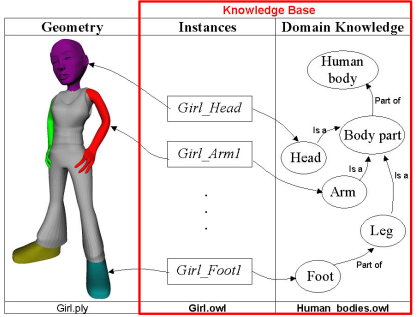 Knowledge Base
Geometry
Instances
Domain Knowledge
Human
body
Part of
Girl_Head
Is a
Body part
Head
Girl_Arm1
Is a
Is a
Arm
.
.
.
Leg
Girl_Foot1
Foot
Part of
Girl.ply
Girl.owl
Human_bodies.owl